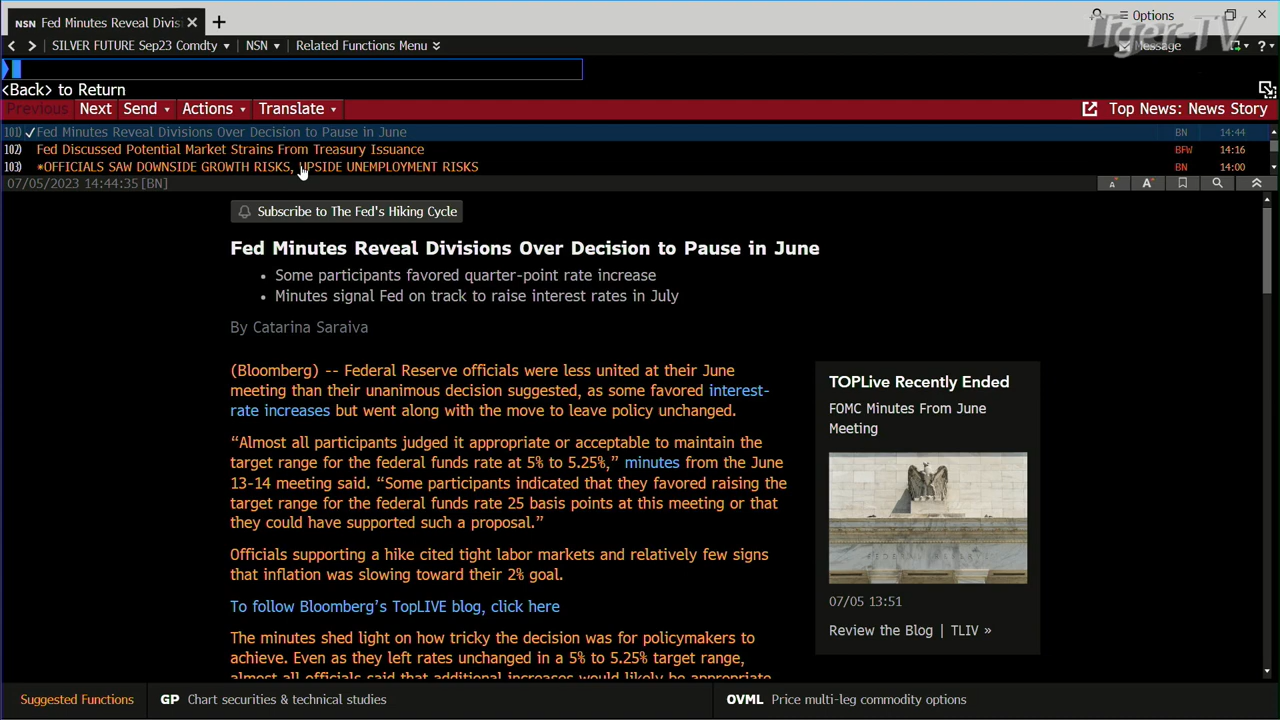 NSN Fed Minutes Reveal Divisi
Options
SILVER FUTURE Sep23 Comdty NSN Related Functions Menu
Message
Tiger-TV
<Back> to Return
Previous Next Send Actions Translate Top News: News Story
101) Fed Minutes Reveal Divisions Over Decision to Pause in June BN 14:44
102) Fed Discussed Potential Market Strains From Treasury Issuance BFW 14:16
103) *OFFICIALS SAW DOWNSIDE GROWTH RISKS, UPSIDE UNEMPLOYMENT RISKS BN 14:00
07/05/2023 14:44:35[BN] A A
Subscribe to The Fed's Hiking Cycle
Fed Minutes Reveal Divisions Over Decision to Pause in June
• Some participants favored quarter-point rate increase
• Minutes signal Fed on track to raise interest rates in July
By Catarina Saraiva
(Bloomberg) -- Federal Reserve officials were less united at their June
meeting than their unanimous decision suggested, as some favored interest-
rate increases but went along with the move to leave policy unchanged.
“Almost all participants judged it appropriate or acceptable to maintain the
target range for the federal funds rate at 5% to 5.25%,” minutes from the June
13-14 meeting said. “Some participants indicated that they favored raising the
target range for the federal funds rate 25 basis points at this meeting or that
they could have supported such a proposal.”
Officials supporting a hike cited tight labor markets and relatively few signs
that inflation was slowing toward their 2% goal.
To follow Bloomberg’s TopLIVE blog, click here
The minutes shed light on how tricky the decision was for policymakers to
achieve. Even as they left rates unchanged in a 5% to 5.25% target range,
almost all officials said that additional increases would likely be appropriate
TOPLive Recently Ended
FOMC Minutes From June
Meeting
07/05 13:51
Review the Blog | TLIV »
Suggested Functions GP Chart securities & technical studies OVML Price multi-leg commodity options